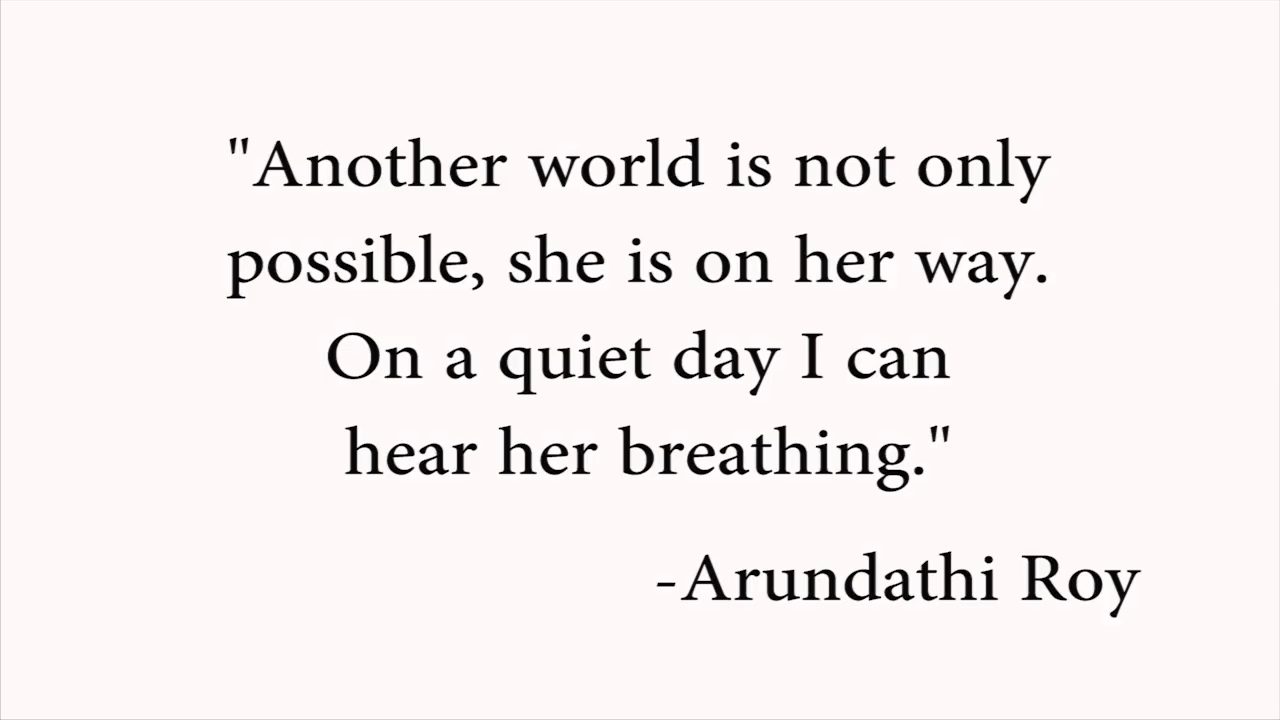 "Another world is not only
possible, she is on her way.
On a quiet day I can
hear her breathing."
-Arundathi Roy